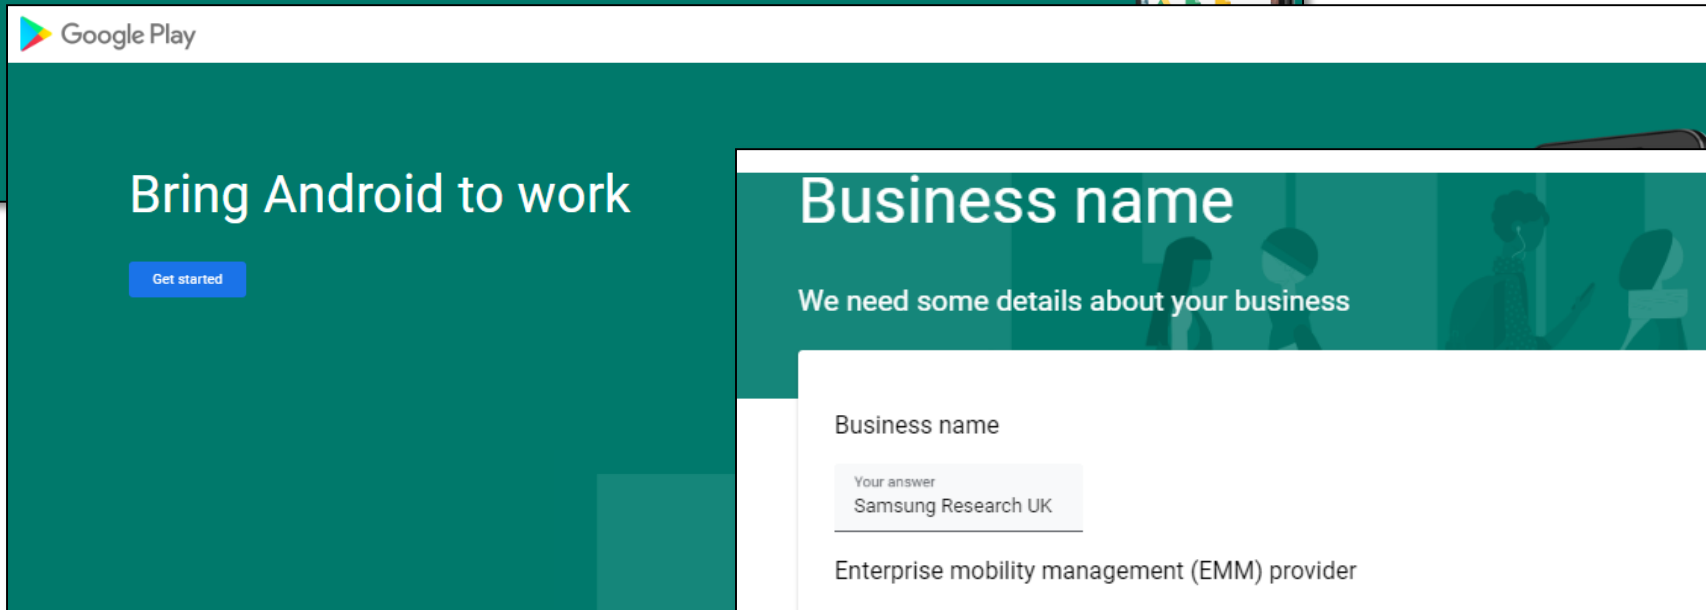 Google Play
Bring Android to work
Get started
Business name
We need some details about your business
Business name
Your answer
Samsung Research UK
Enterprise mobility management (EMM) provider